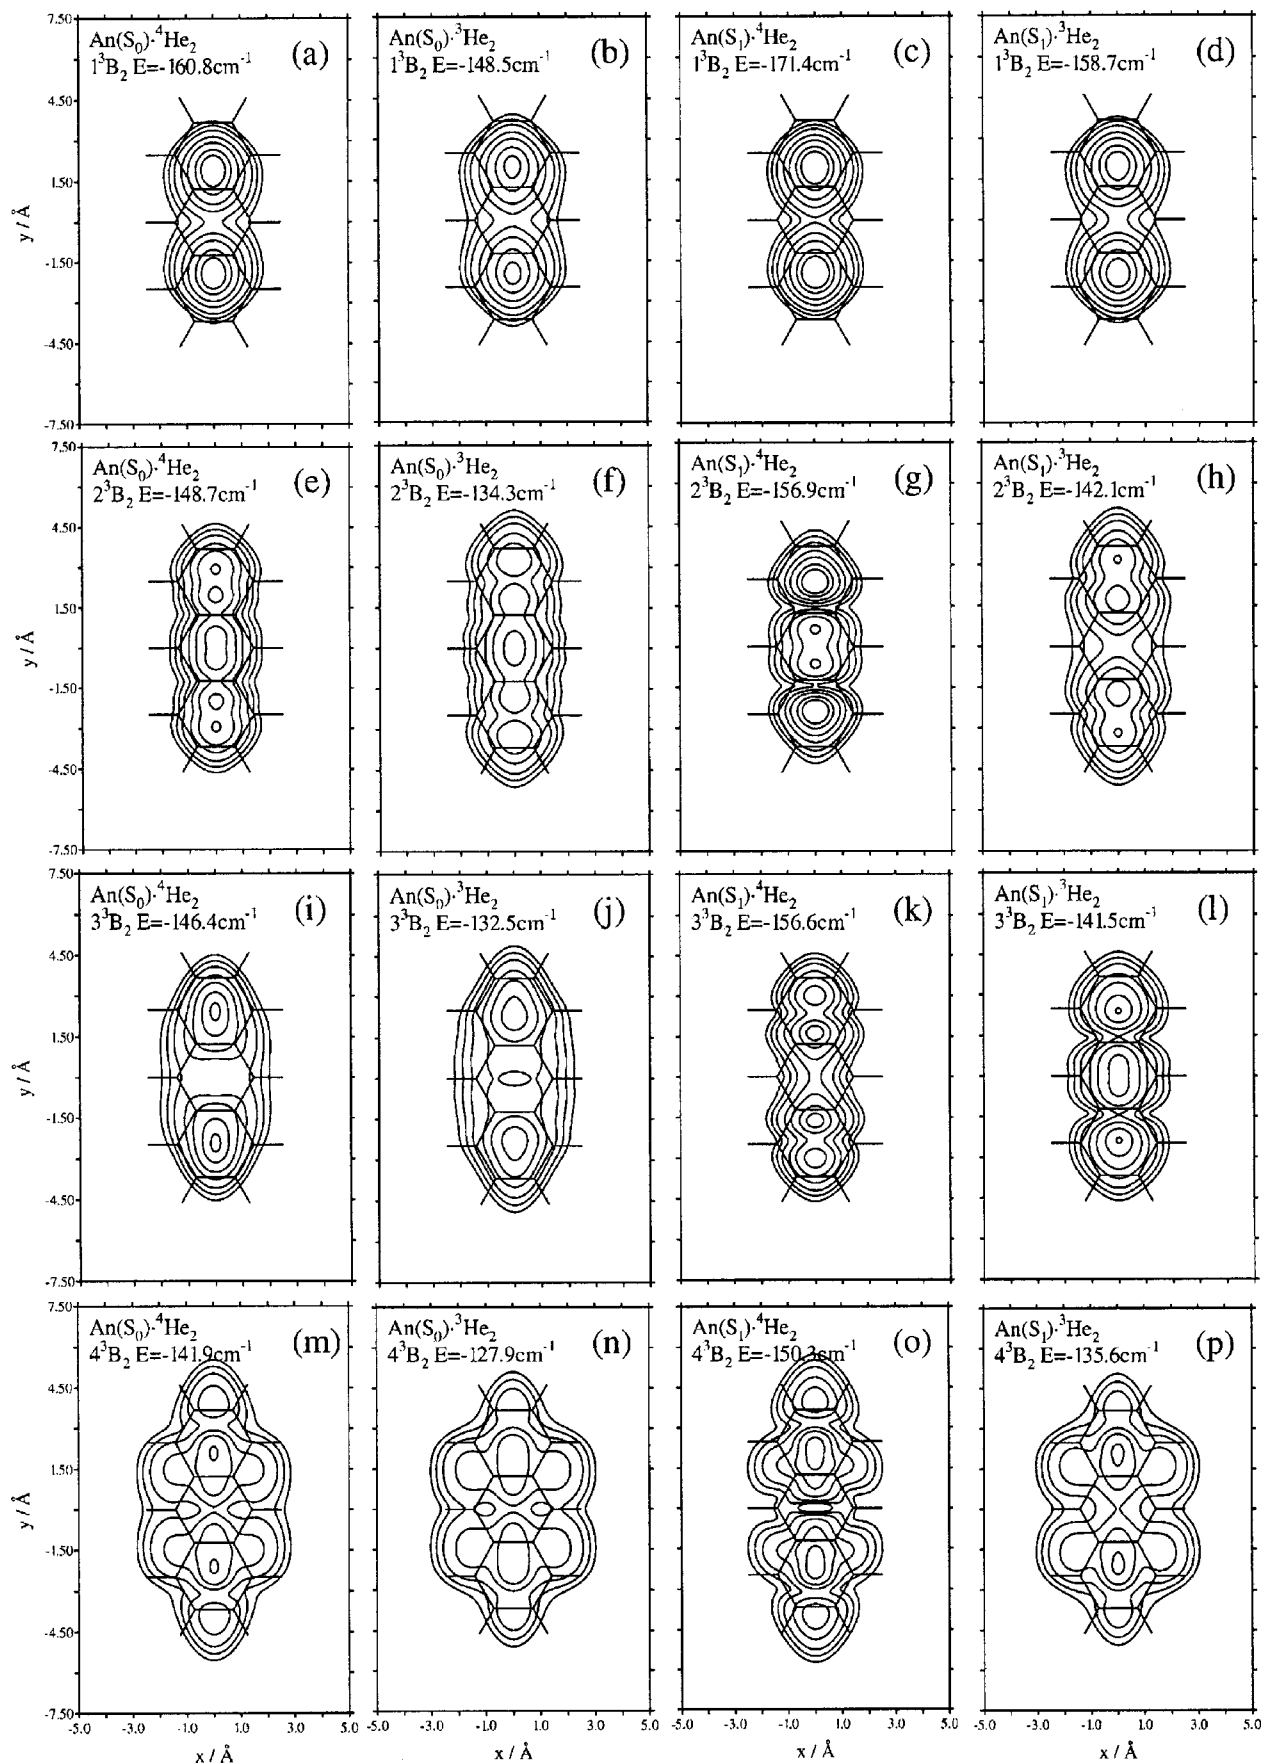 An(S₀)·⁴He₂
1³B₂ E=-160.8cm⁻¹
(a)
An(S₀)·³He₂
1³B₂ E=-148.5cm⁻¹
(b)
An(S₁)·⁴He₂
1³B₂ E=-171.4cm⁻¹
(c)
An(S₁)·³He₂
1³B₂ E=-158.7cm⁻¹
(d)
7.50
4.50
1.50
-1.50
-4.50
-7.50
y / Å
An(S₀)·⁴He₂
2³B₂ E=-148.7cm⁻¹
(e)
An(S₀)·³He₂
2³B₂ E=-134.3cm⁻¹
(f)
An(S₁)·⁴He₂
2³B₂ E=-156.9cm⁻¹
(g)
An(S₁)·³He₂
2³B₂ E=-142.1cm⁻¹
(h)
7.50
4.50
1.50
-1.50
-4.50
-7.50
y / Å
An(S₀)·⁴He₂
3³B₂ E=-146.4cm⁻¹
(i)
An(S₀)·³He₂
3³B₂ E=-132.5cm⁻¹
(j)
An(S₁)·⁴He₂
3³B₂ E=-156.6cm⁻¹
(k)
An(S₁)·³He₂
3³B₂ E=-141.5cm⁻¹
(l)
7.50
4.50
1.50
-1.50
-4.50
-7.50
y / Å
An(S₀)·⁴He₂
4³B₂ E=-141.9cm⁻¹
(m)
An(S₀)·³He₂
4³B₂ E=-127.9cm⁻¹
(n)
An(S₁)·⁴He₂
4³B₂ E=-150.3cm⁻¹
(o)
An(S₁)·³He₂
4³B₂ E=-135.6cm⁻¹
(p)
7.50
4.50
1.50
-1.50
-4.50
-7.50
y / Å
-5.0 -3.0 -1.0 1.0 3.0 5.0
-3.0 -1.0 1.0 3.0 5.0
-3.0 -1.0 1.0 3.0 5.0
-3.0 -1.0 1.0 3.0 5.0
x / Å
x / Å
x / Å
x / Å